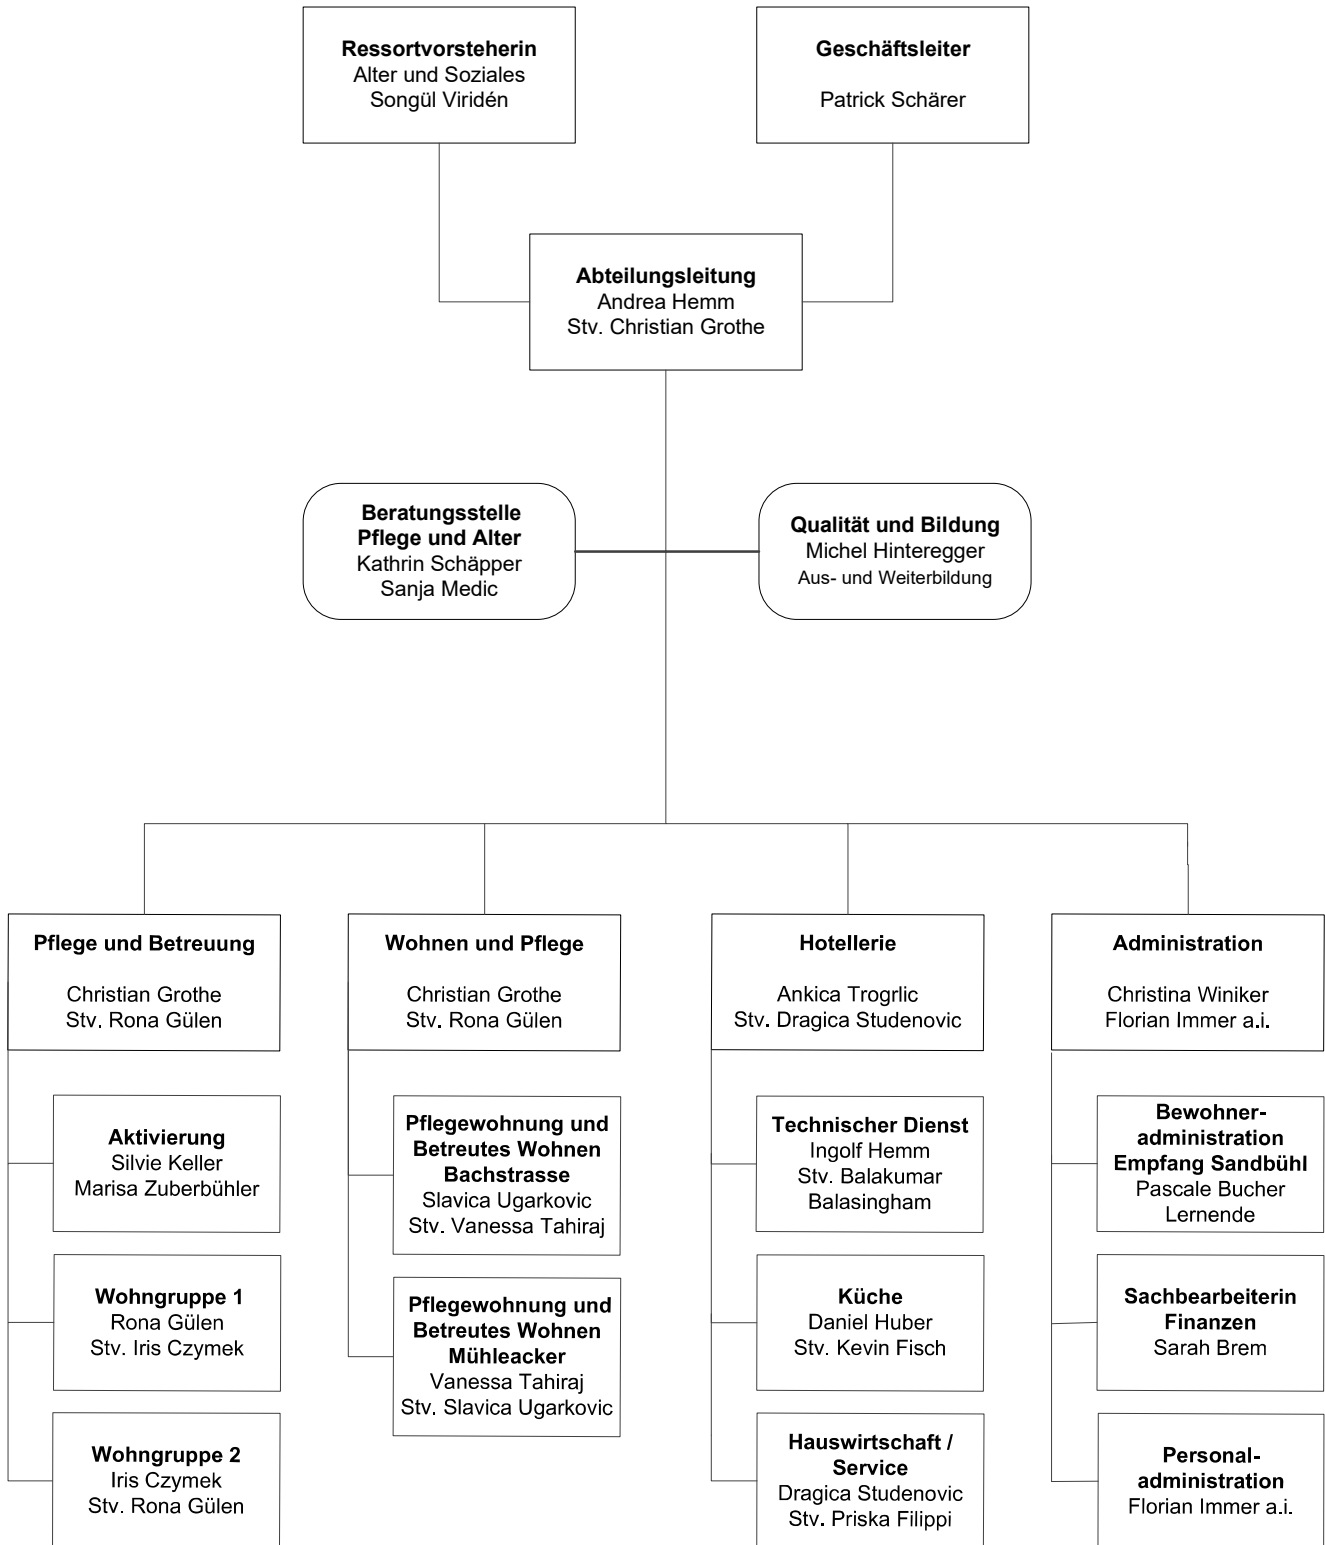 Ressortvorsteherin
Alter und Soziales
Songül Viridén
Geschäftsleiter
Patrick Schärer
Abteilungsleitung
Andrea Hemm
Stv. Christian Grothe
Beratungsstelle
Pflege und Alter
Kathrin Schäpper
Sanja Medic
Qualität und Bildung
Michel Hinteregger
Aus- und Weiterbildung
Pflege und Betreuung
Christian Grothe
Stv. Rona Gülen
Aktivierung
Silvie Keller
Marisa Zuberbühler
Wohngruppe 1
Rona Gülen
Stv. Iris Czymek
Wohngruppe 2
Iris Czymek
Stv. Rona Gülen
Wohnen und Pflege
Christian Grothe
Stv. Rona Gülen
Pflegewohnung und
Betreutes Wohnen
Bachstrasse
Slavica Ugarkovic
Stv. Vanessa Tahiraj
Pflegewohnung und
Betreutes Wohnen
Mühleacker
Vanessa Tahiraj
Stv. Slavica Ugarkovic
Hotellerie
Ankica Trogrlic
Stv. Dragica Studenovic
Technischer Dienst
Ingolf Hemm
Stv. Balakumar
Balasingham
Küche
Daniel Huber
Stv. Kevin Fisch
Hauswirtschaft /
Service
Dragica Studenovic
Stv. Priska Filippi
Administration
Christina Winiker
Florian Immer a.i.
Bewohner-
administration
Empfang Sandbühl
Pascale Bucher
Lernende
Sachbearbeiterin
Finanzen
Sarah Brem
Personal-
administration
Florian Immer a.i.